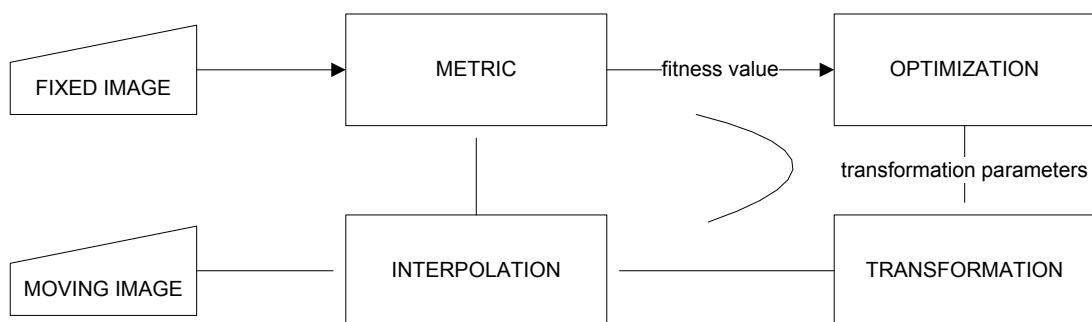 FIXED IMAGE
METRIC
fitness value
OPTIMIZATION
transformation parameters
MOVING IMAGE
INTERPOLATION
TRANSFORMATION